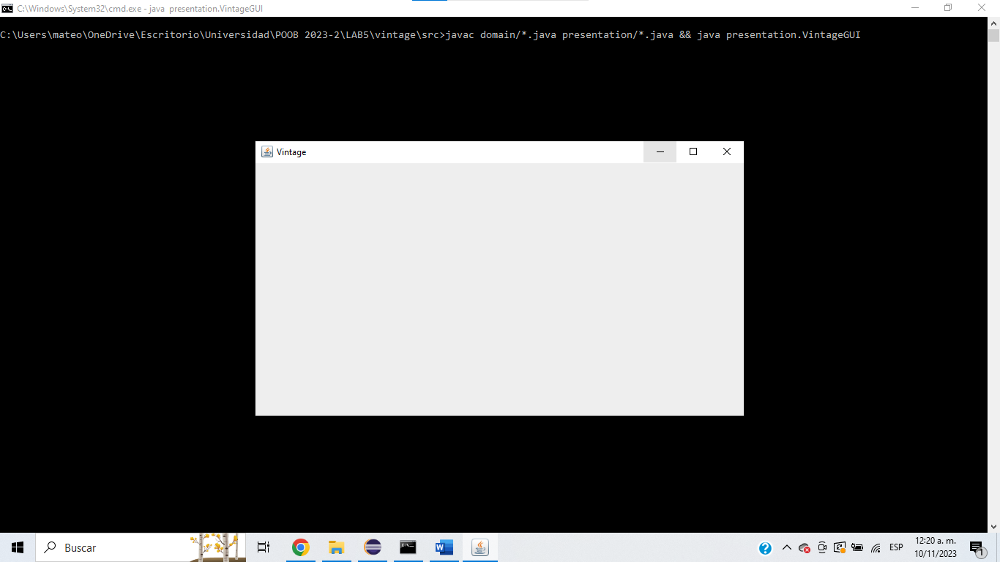 C:\Windows\System32\cmd.exe - java  presentation.VintageGUI
C:\Users\mateo\OneDrive\Escritorio\Universidad\POOB 2023-2\LAB5\vintage\src>javac domain/*.java presentation/*.java && java presentation.VintageGUI
Vintage
Buscar
ESP
12:20 a. m.
10/11/2023
1